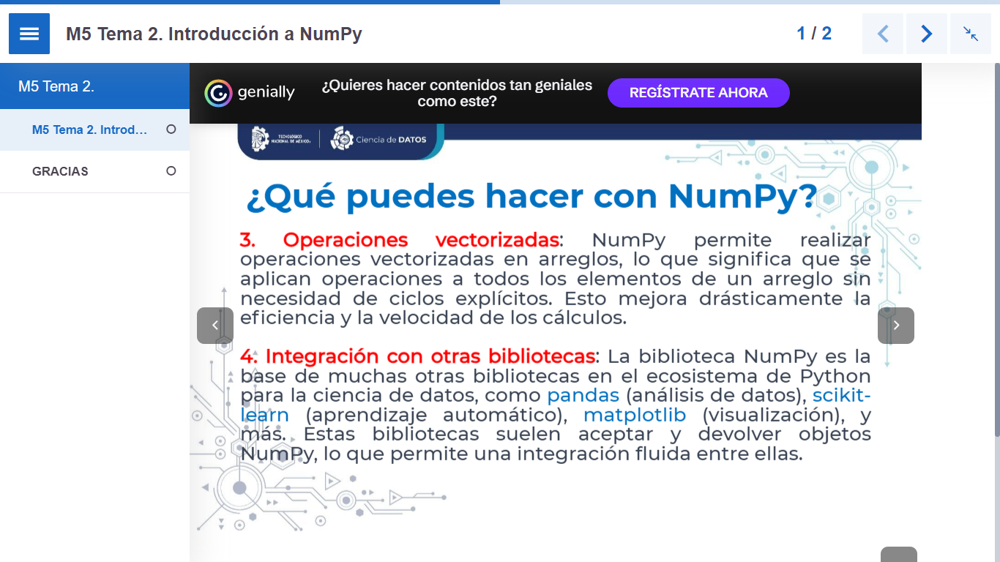 M5 Tema 2. Introducción a NumPy
1 / 2
M5 Tema 2.
M5 Tema 2. Introd...
GRACIAS
genially
¿Quieres hacer contenidos tan geniales
como este?
REGÍSTRATE AHORA
TECNOLÓGICO
NACIONAL DE MÉXICO
Ciencia de DATOS
¿Qué puedes hacer con NumPy?
3. Operaciones vectorizadas: NumPy permite realizar
operaciones vectorizadas en arreglos, lo que significa que se
aplican operaciones a todos los elementos de un arreglo sin
necesidad de ciclos explícitos. Esto mejora drásticamente la
eficiencia y la velocidad de los cálculos.
4. Integración con otras bibliotecas: La biblioteca NumPy es la
base de muchas otras bibliotecas en el ecosistema de Python
para la ciencia de datos, como pandas (análisis de datos), scikit-
learn (aprendizaje automático), matplotlib (visualización), y
más. Estas bibliotecas suelen aceptar y devolver objetos
NumPy, lo que permite una integración fluida entre ellas.